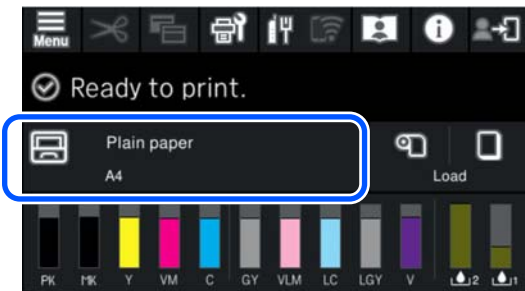 Menu
Ready to print.
Plain paper
A4
Load
PK MK Y VM C GY VLM LC LGY V 2 1